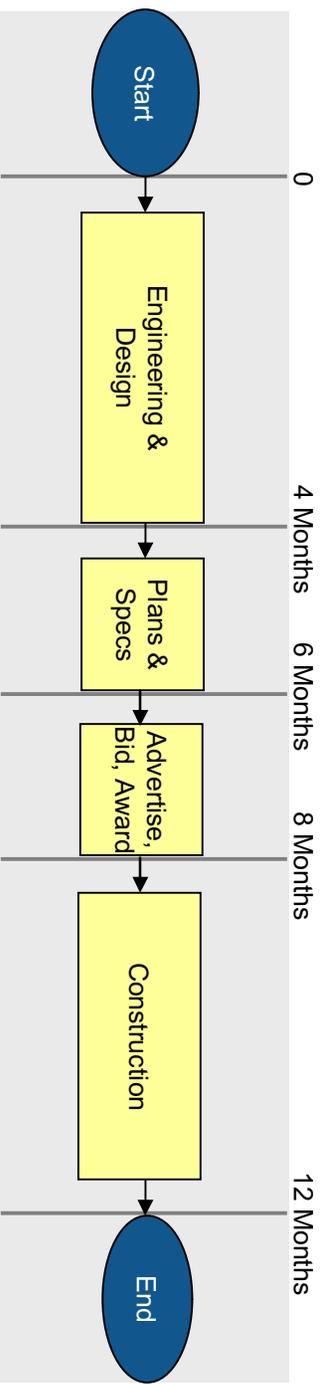 0
4 Months
6 Months
8 Months
12 Months
Start
Engineering &
Design
Plans &
Specs
Advertise,
Bid, Award
Construction
End